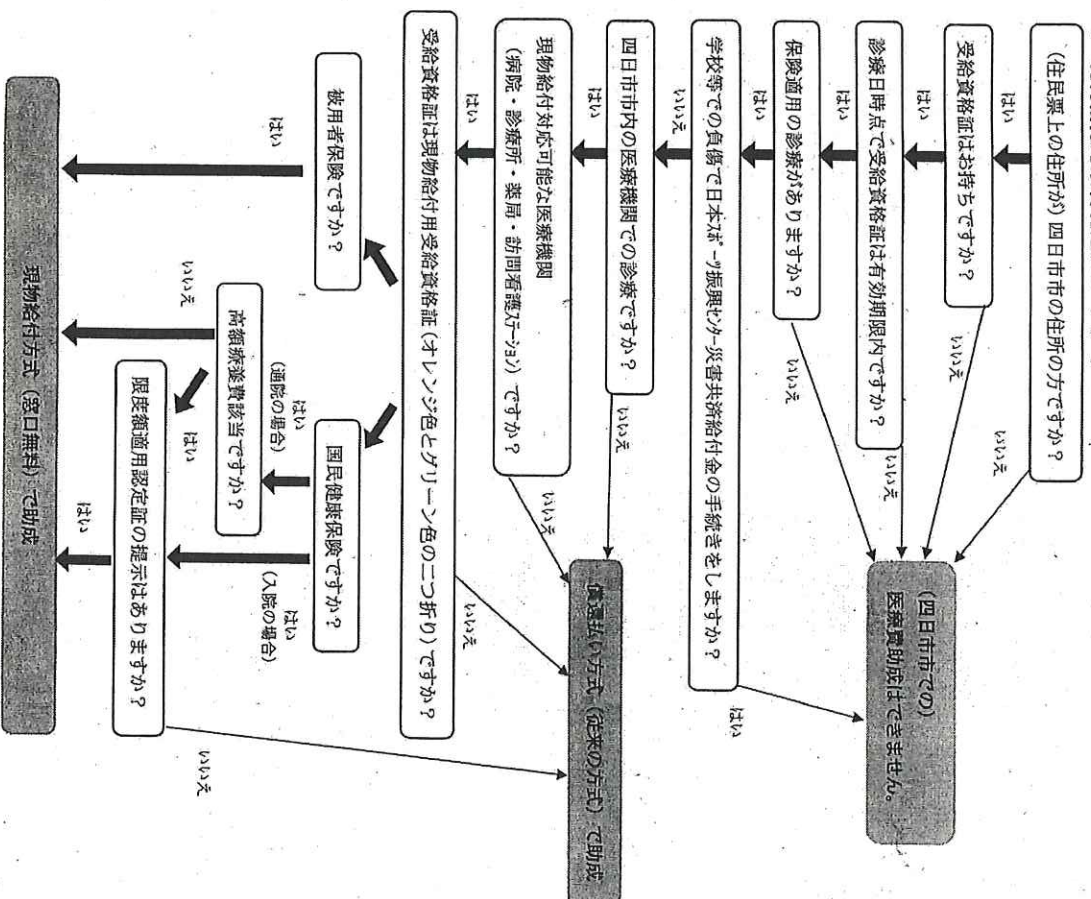 (住民票上の住所が) 四日市市の住所の方ですか?
いいえ
はい
受給資格証はお持ちですか?
いいえ
はい
診療日時点で受給資格証は有効期限内ですか?
いいえ
はい
保険適用の診療がありますか?
いいえ
はい
(四日市市での)
医療費助成はできません。
学校等での負傷で日本スポーツ振興センター災害共済給付金の手続きをしますか?
はい
いいえ
四日市市内の医療機関での診療ですか?
いいえ
はい
現物給付対応可能な医療機関
(病院・診療所・薬局・訪問看護ステーション) ですか?
いいえ
はい
償還払い方式 (従来の方式) で助成
受給資格証は現物給付用受給資格証 (オレンジ色とグリーン色の二つ折り) ですか?
いいえ
被用者保険ですか?
はい
国民健康保険ですか?
はい
(通院の場合)
はい
(入院の場合)
高額療養費該当ですか?
いいえ
はい
限度額適用認定証の提示はありますか?
いいえ
はい
現物給付方式 (窓口無料) で助成